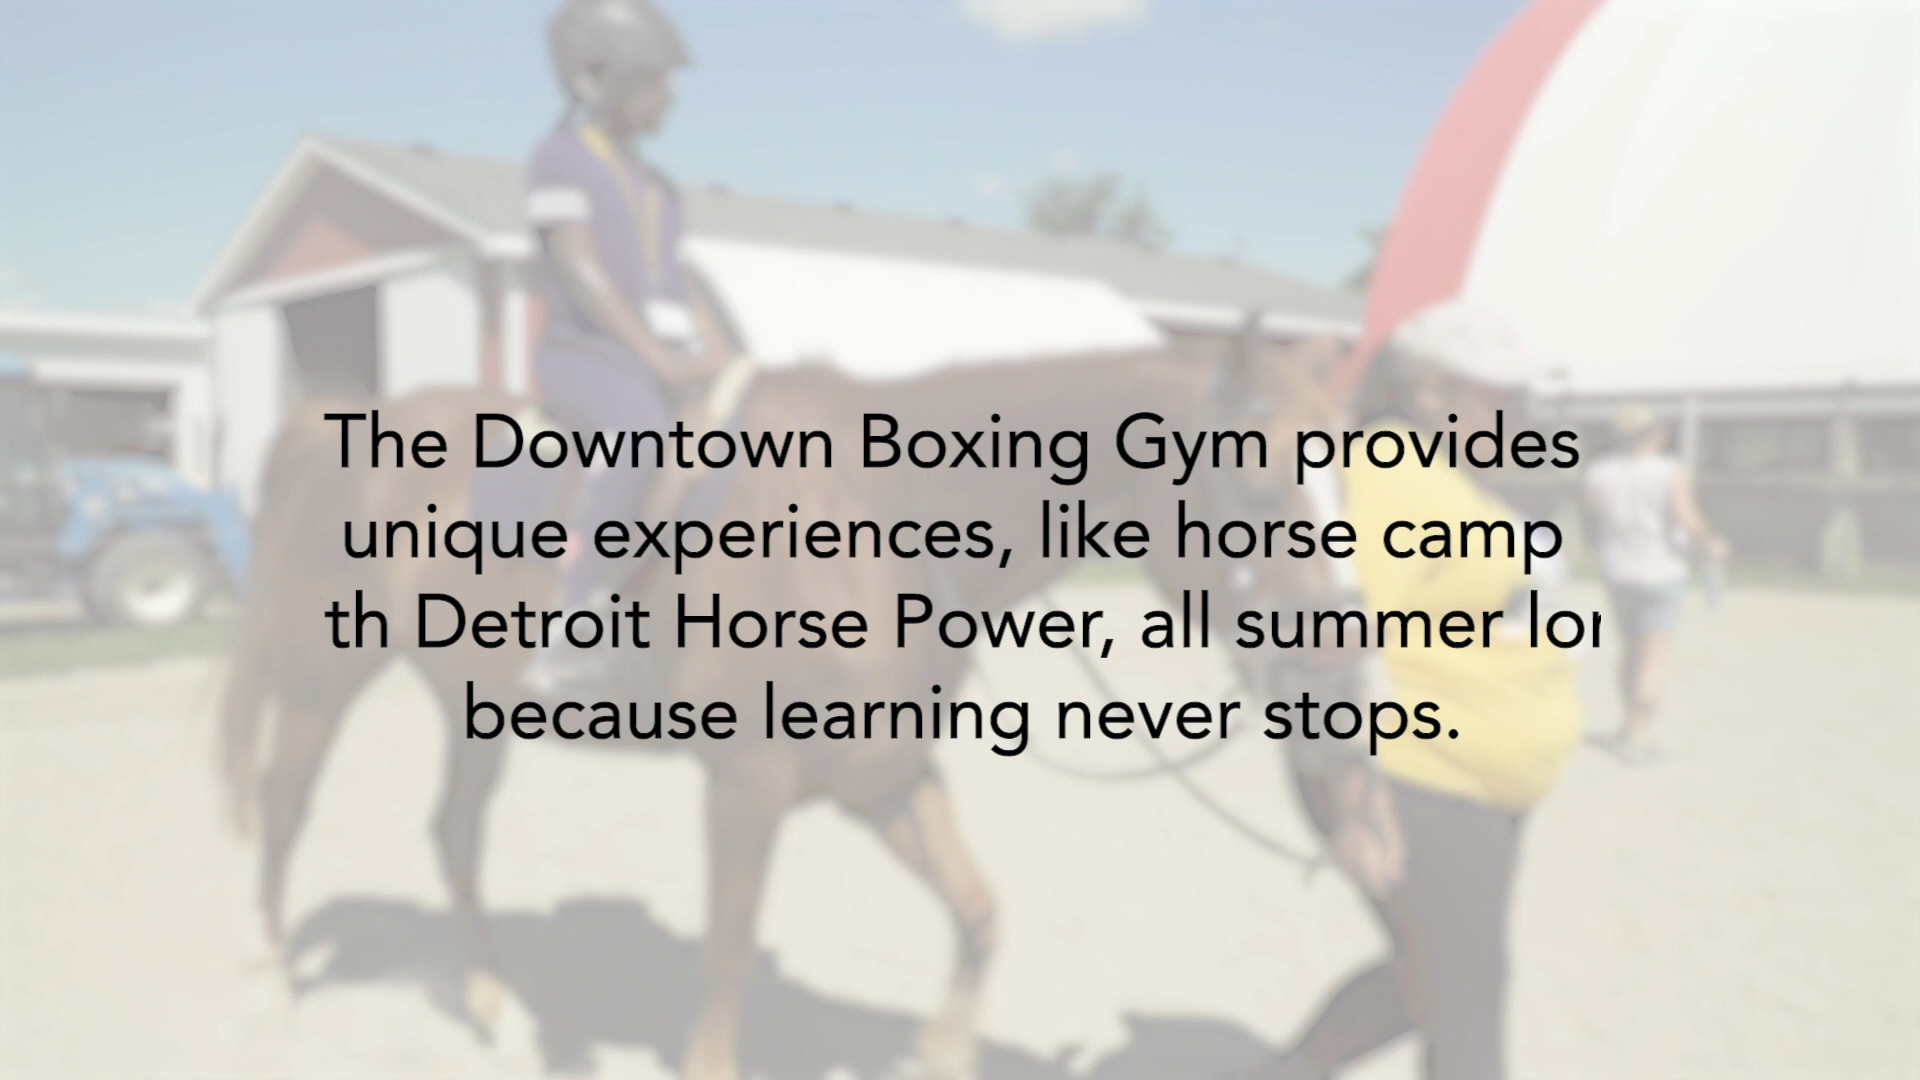 The Downtown Boxing Gym provides
unique experiences, like horse camp
th Detroit Horse Power, all summer lor
because learning never stops.